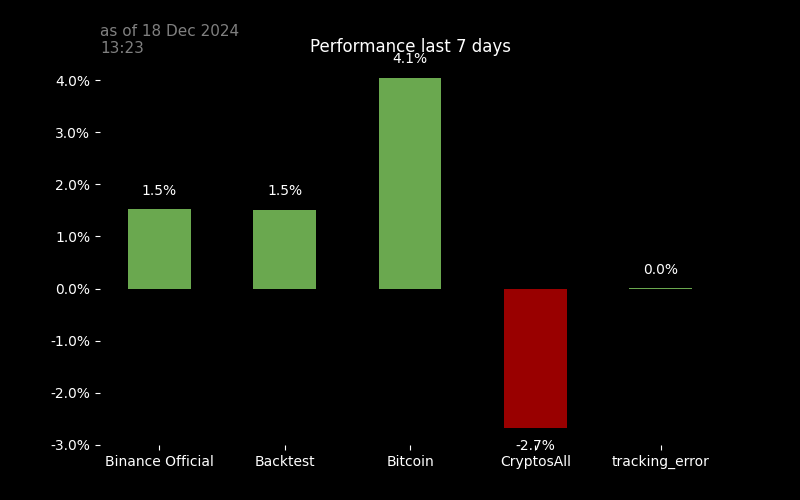 as of 18 Dec 2024
13:23
Performance last 7 days
4.1%
4.0%
3.0%
2.0%
1.5%
1.5%
1.0%
0.0%
0.0%
-1.0%
-2.0%
-3.0%
-2.7%
Binance Official
Backtest
Bitcoin
CryptosAll
tracking_error